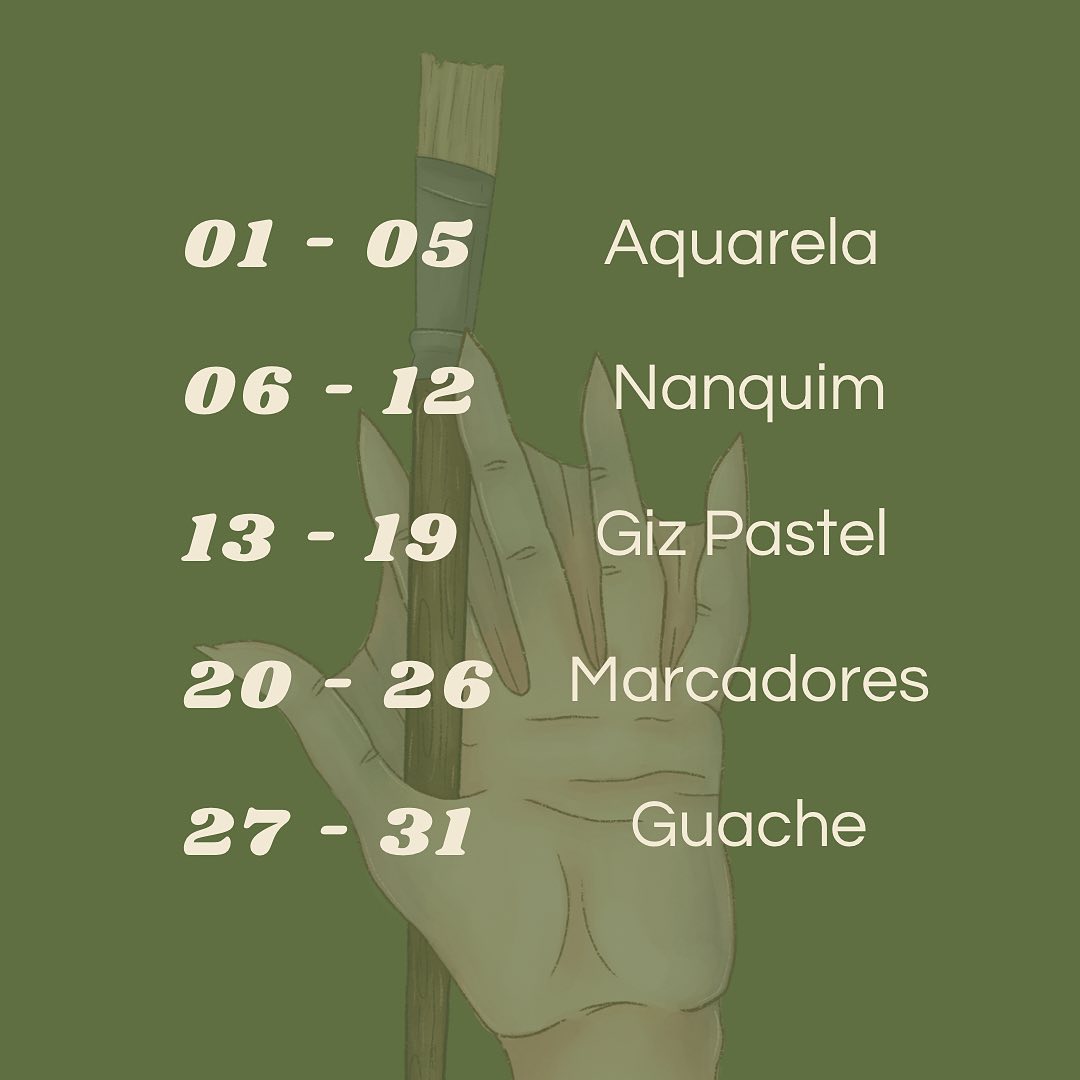 01 - 05 Aquarela
06 - 12 Nanquim
13 - 19 Giz Pastel
20 - 26 Marcadores
27 - 31 Guache